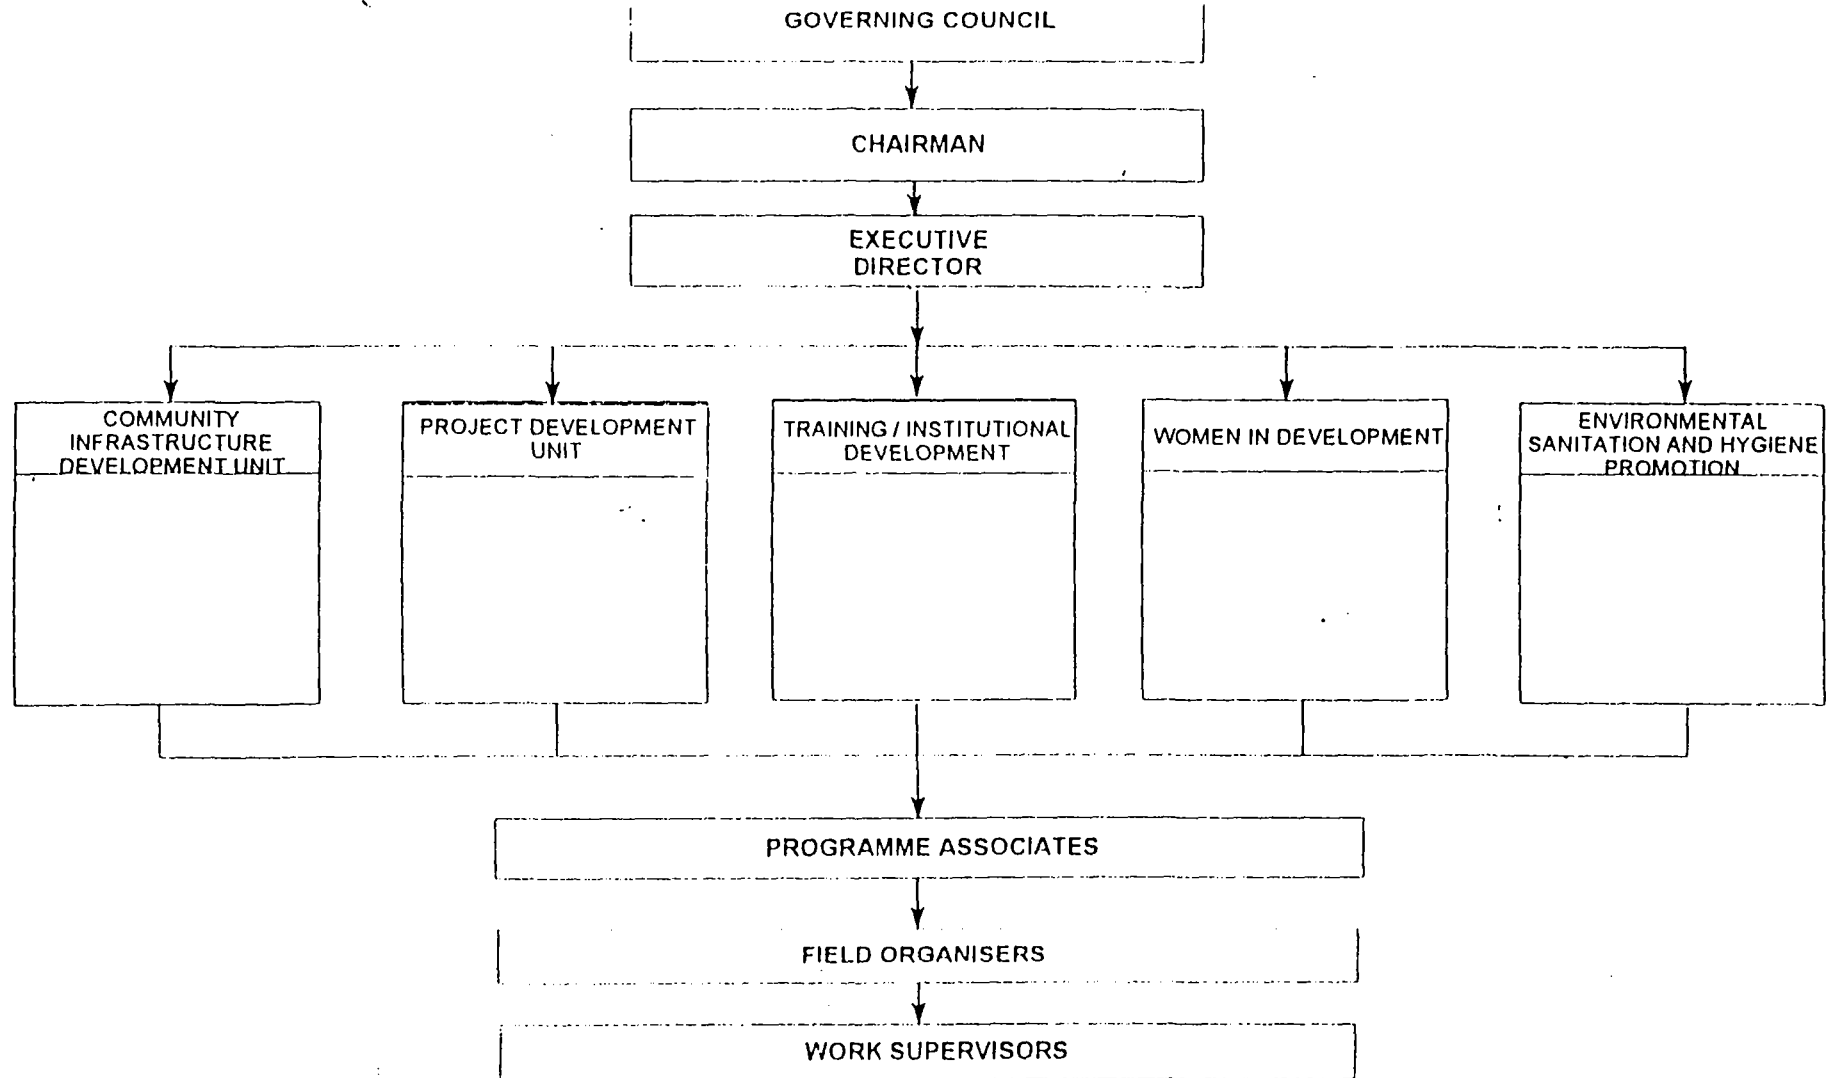 GOVERNING COUNCIL
CHAIRMAN
EXECUTIVE
DIRECTOR
COMMUNITY
INFRASTRUCTURE
DEVELOPMENT UNIT
PROJECT DEVELOPMENT
UNIT
TRAINING / INSTITUTIONAL
DEVELOPMENT
WOMEN IN DEVELOPMENT
ENVIRONMENTAL
SANITATION AND HYGIENE
PROMOTION
PROGRAMME ASSOCIATES
FIELD ORGANISERS
WORK SUPERVISORS